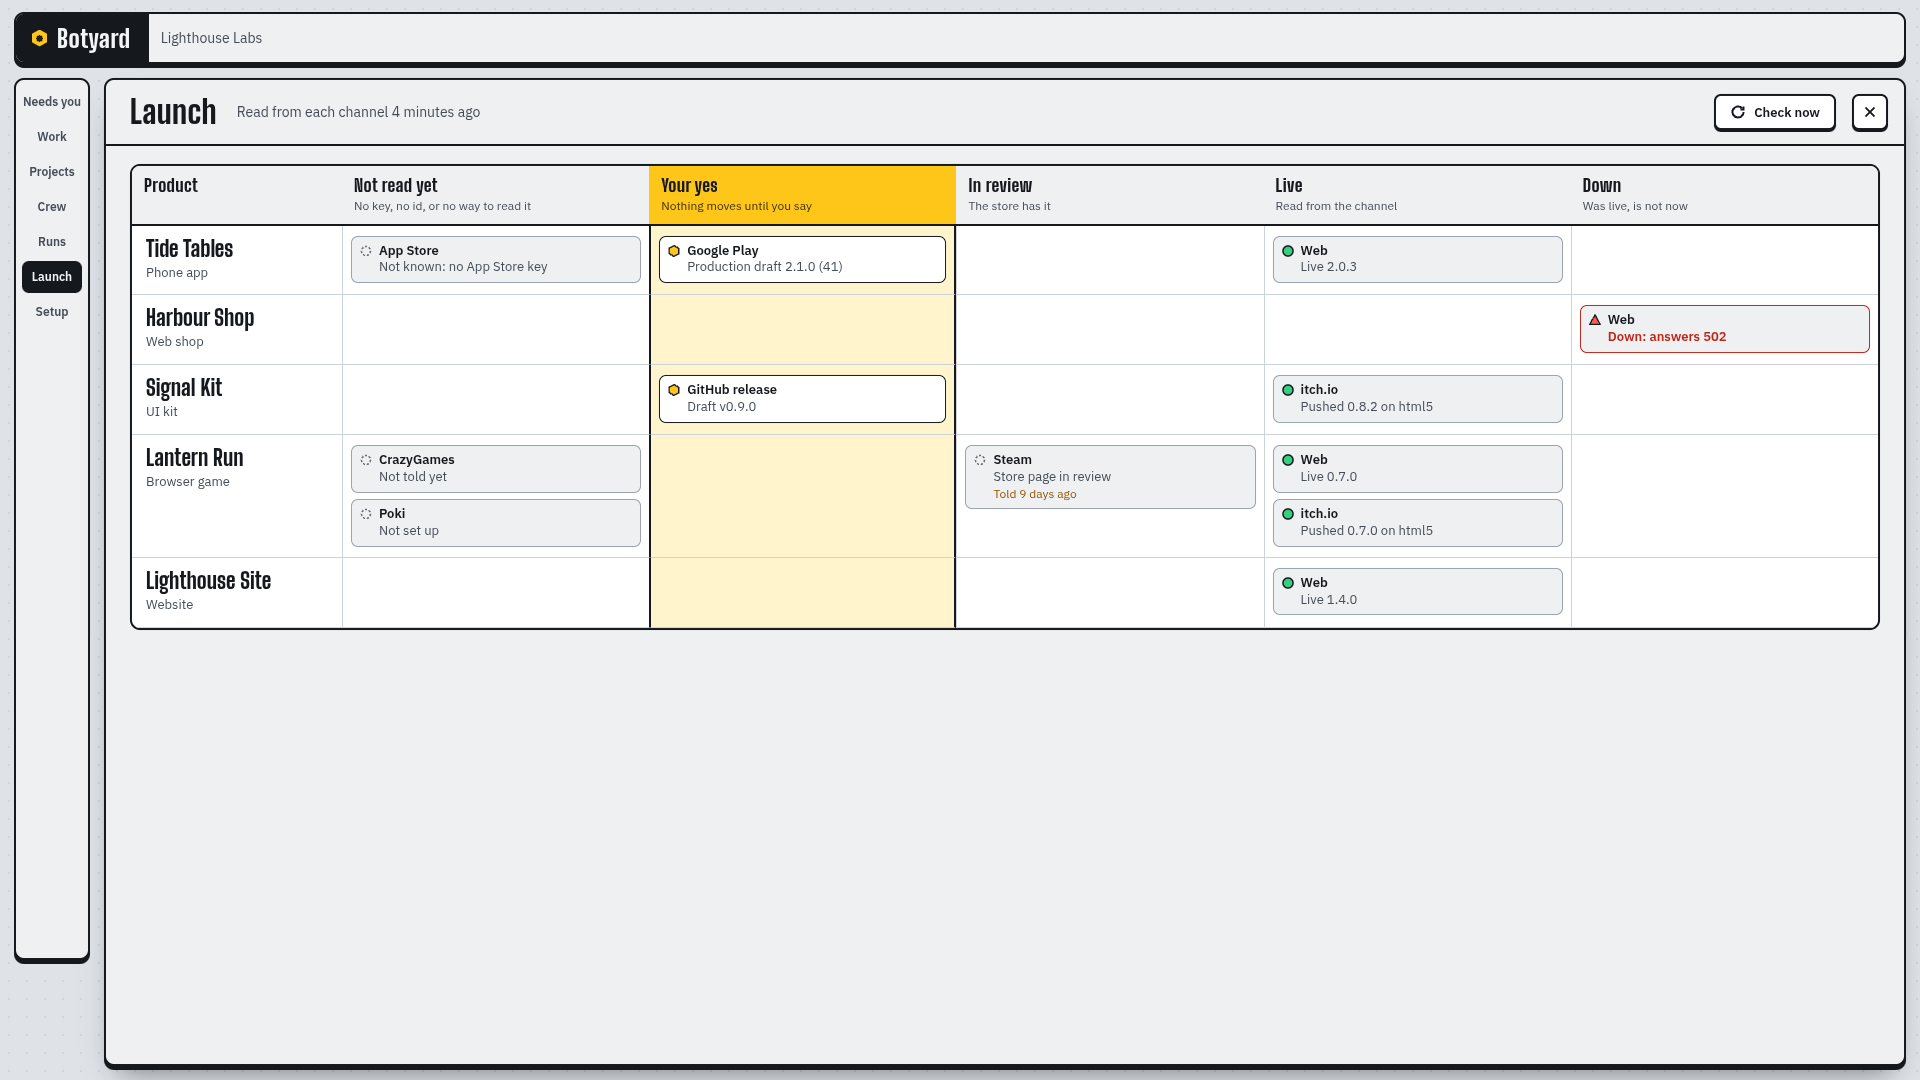 Botyard
Lighthouse Labs
Needs you
Work
Projects
Crew
Runs
Launch
Setup
Launch
Read from each channel 4 minutes ago
Check now
Product
Not read yet
No key, no id, or no way to read it
Your yes
Nothing moves until you say
In review
The store has it
Live
Read from the channel
Down
Was live, is not now
Tide Tables
Phone app
App Store
Not known: no App Store key
Google Play
Production draft 2.1.0 (41)
Web
Live 2.0.3
Harbour Shop
Web shop
Web
Down: answers 502
Signal Kit
UI kit
GitHub release
Draft v0.9.0
itch.io
Pushed 0.8.2 on html5
Lantern Run
Browser game
CrazyGames
Not told yet
Poki
Not set up
Steam
Store page in review
Told 9 days ago
Web
Live 0.7.0
itch.io
Pushed 0.7.0 on html5
Lighthouse Site
Website
Web
Live 1.4.0